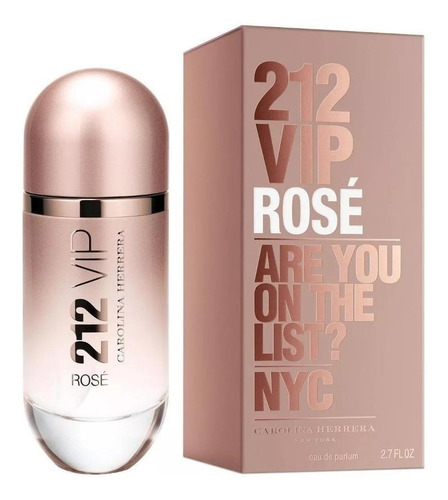 212 VIP
ROSÉ
CAROLINA HERRERA
212
VIP
ROSÉ
ARE YOU
ON THE
LIST?
NYC
CAROLINA HERRERA
NEW YORK
eau de parfum
2.7 FL OZ